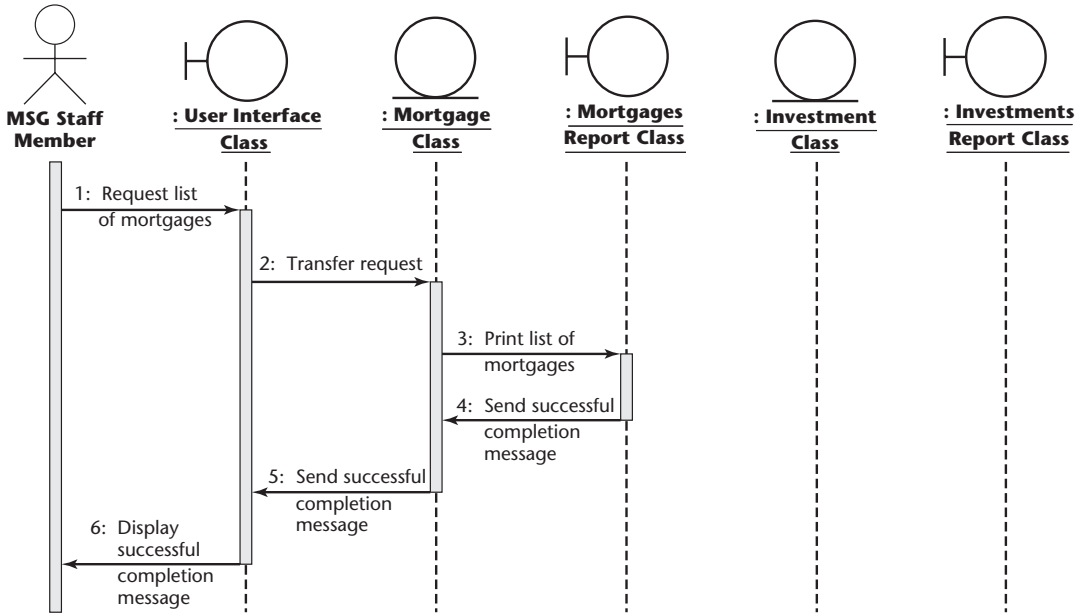 MSG Staff
Member
: User Interface
Class
: Mortgage
Class
: Mortgages
Report Class
: Investment
Class
: Investments
Report Class
1: Request list
of mortgages
2: Transfer request
3: Print list of
mortgages
4: Send successful
completion
message
5: Send successful
completion
message
6: Display
successful
completion
message